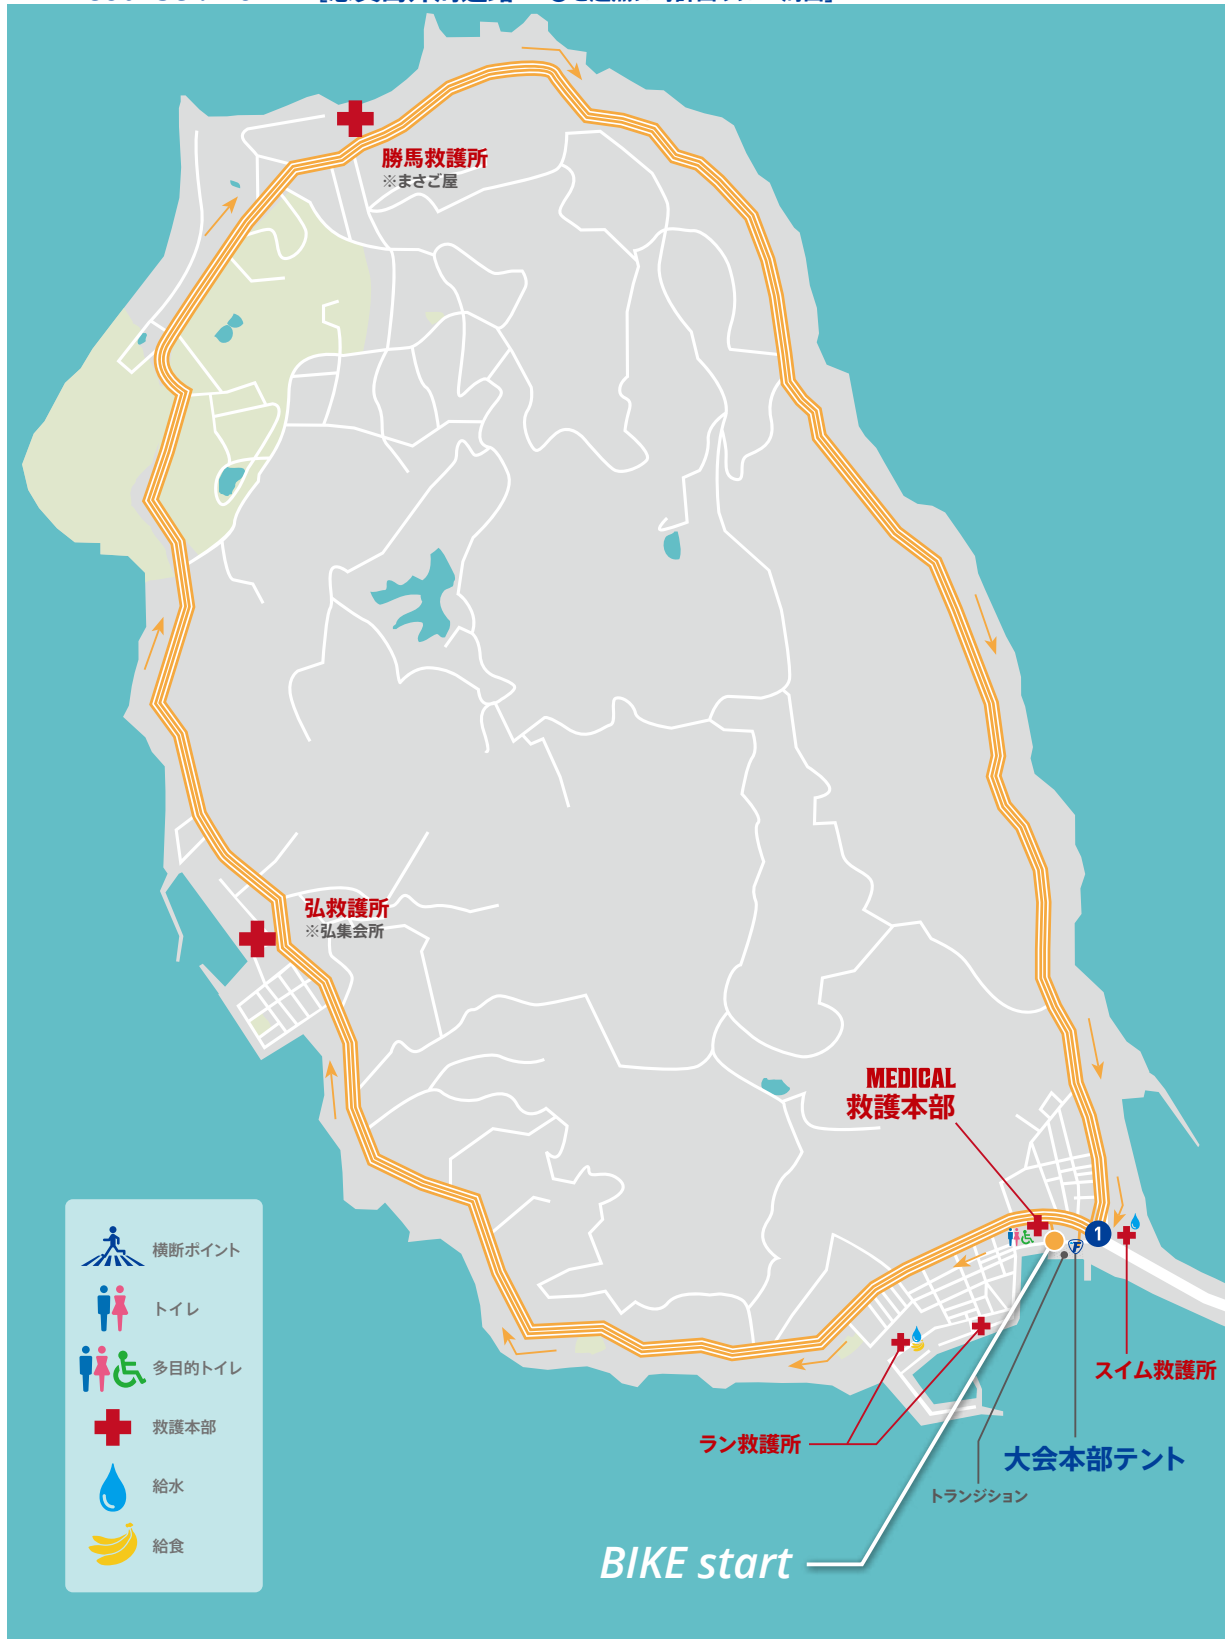 勝馬救護所
※まさご屋
弘救護所
※弘集会所
MEDICAL
救護本部
1
スイム救護所
ラン救護所
大会本部テント
トランジション
BIKE start
横断ポイント
トイレ
多目的トイレ
救護本部
給水
給食